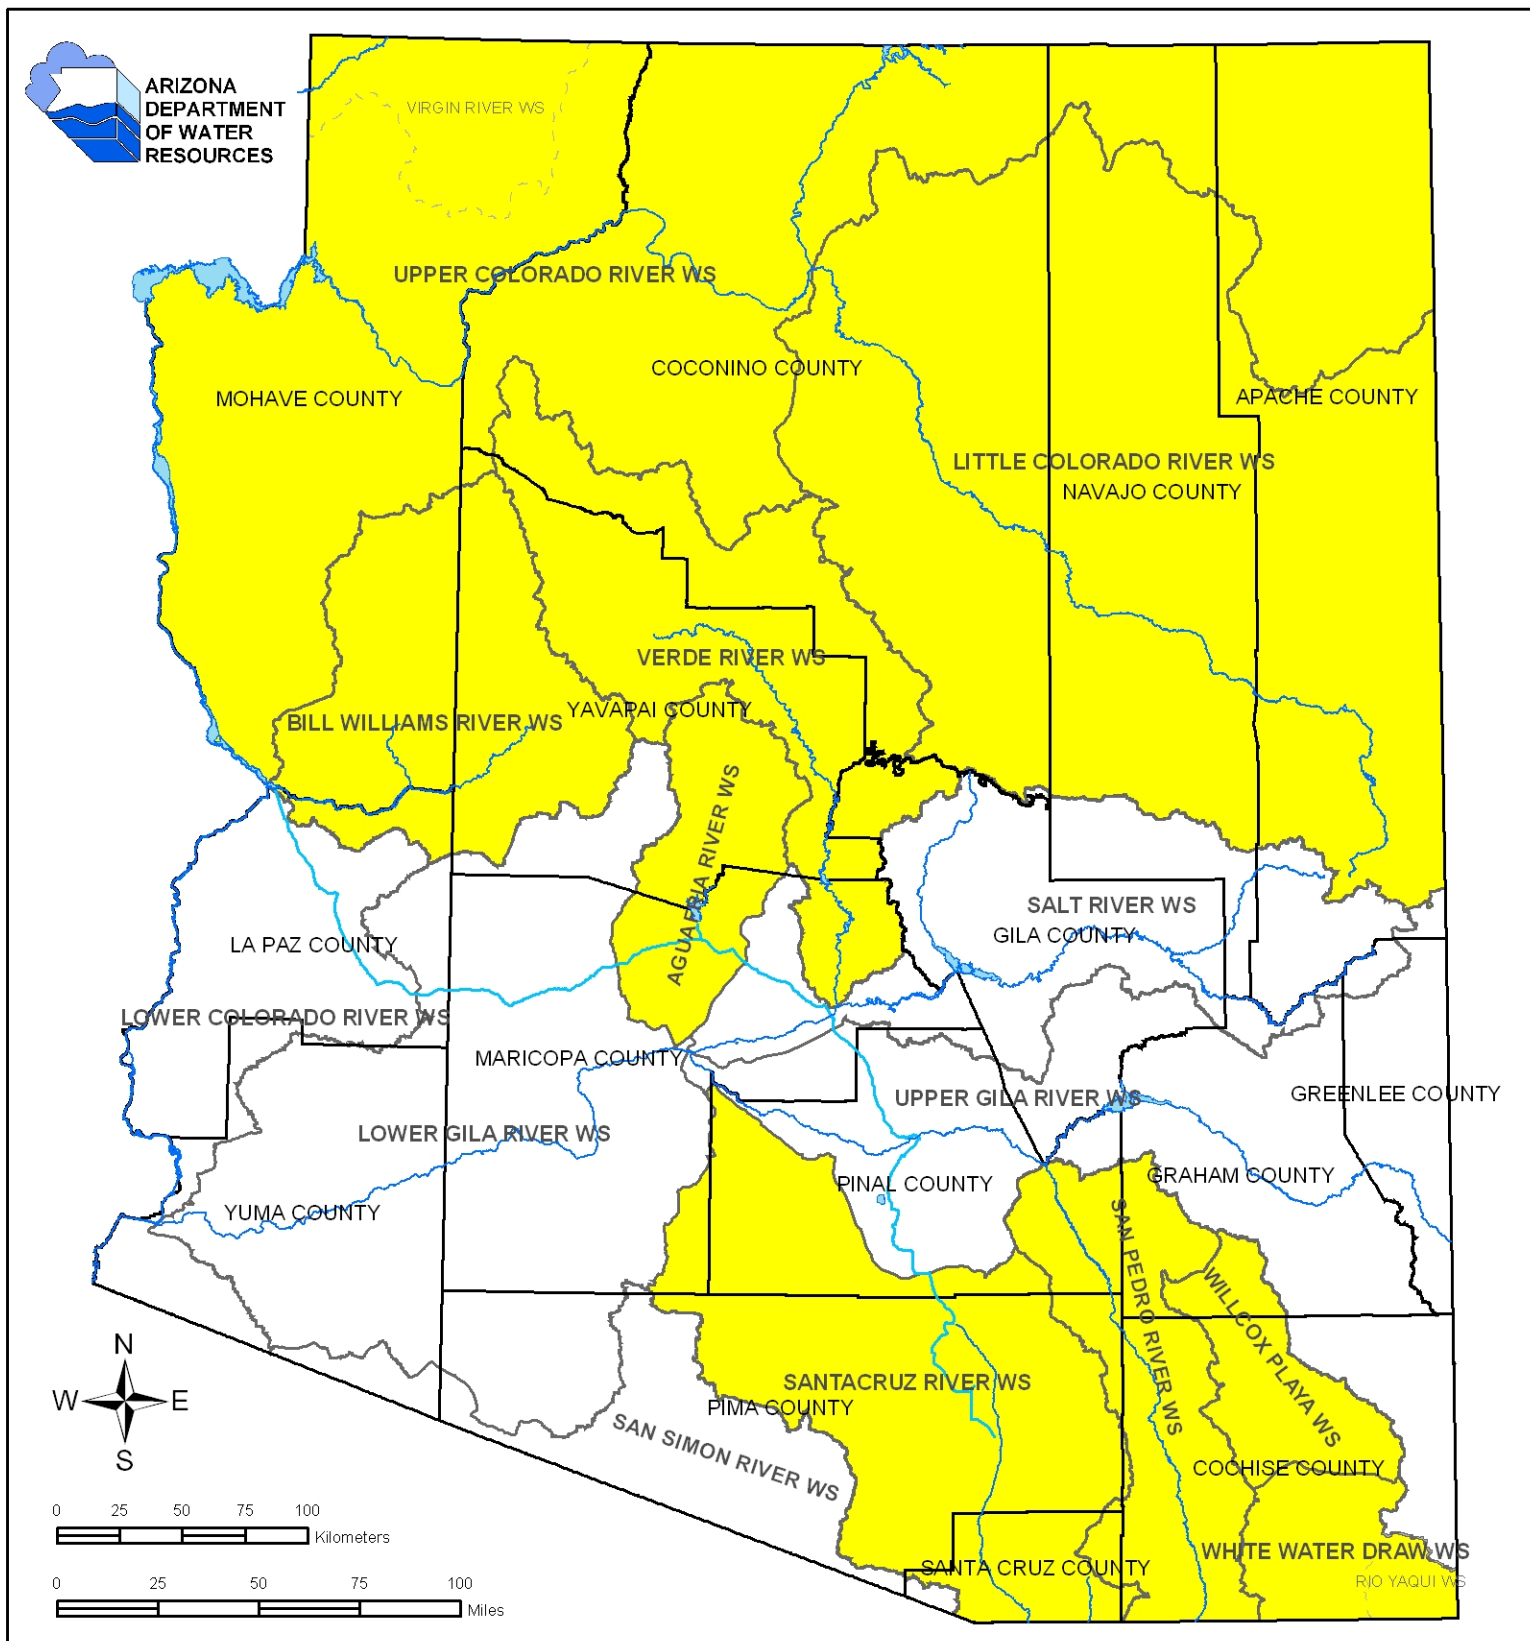 ARIZONA
DEPARTMENT
OF WATER
RESOURCES
VIRGIN RIVER WS
UPPER COLORADO RIVER WS
COCONINO COUNTY
MOHAVE COUNTY
APACHE COUNTY
LITTLE COLORADO RIVER WS
NAVAJO COUNTY
VERDE RIVER WS
YAVAPAI COUNTY
BILL WILLIAMS RIVER WS
AGUA FRIA RIVER WS
SALT RIVER WS
GILA COUNTY
LA PAZ COUNTY
LOWER COLORADO RIVER WS
MARICOPA COUNTY
UPPER GILA RIVER WS
GREENLEE COUNTY
LOWER GILA RIVER WS
GRAHAM COUNTY
PINAL COUNTY
YUMA COUNTY
SAN PEDRO RIVER WS
WILLCOX PLAYA WS
SANTACRUZ RIVER WS
PIMA COUNTY
SAN SIMON RIVER WS
COCHISE COUNTY
WHITE WATER DRAW WS
SANTA CRUZ COUNTY
RIO YAQUI WS
N
W E
S
0 25 50 75 100
Kilometers
0 25 50 75 100
Miles